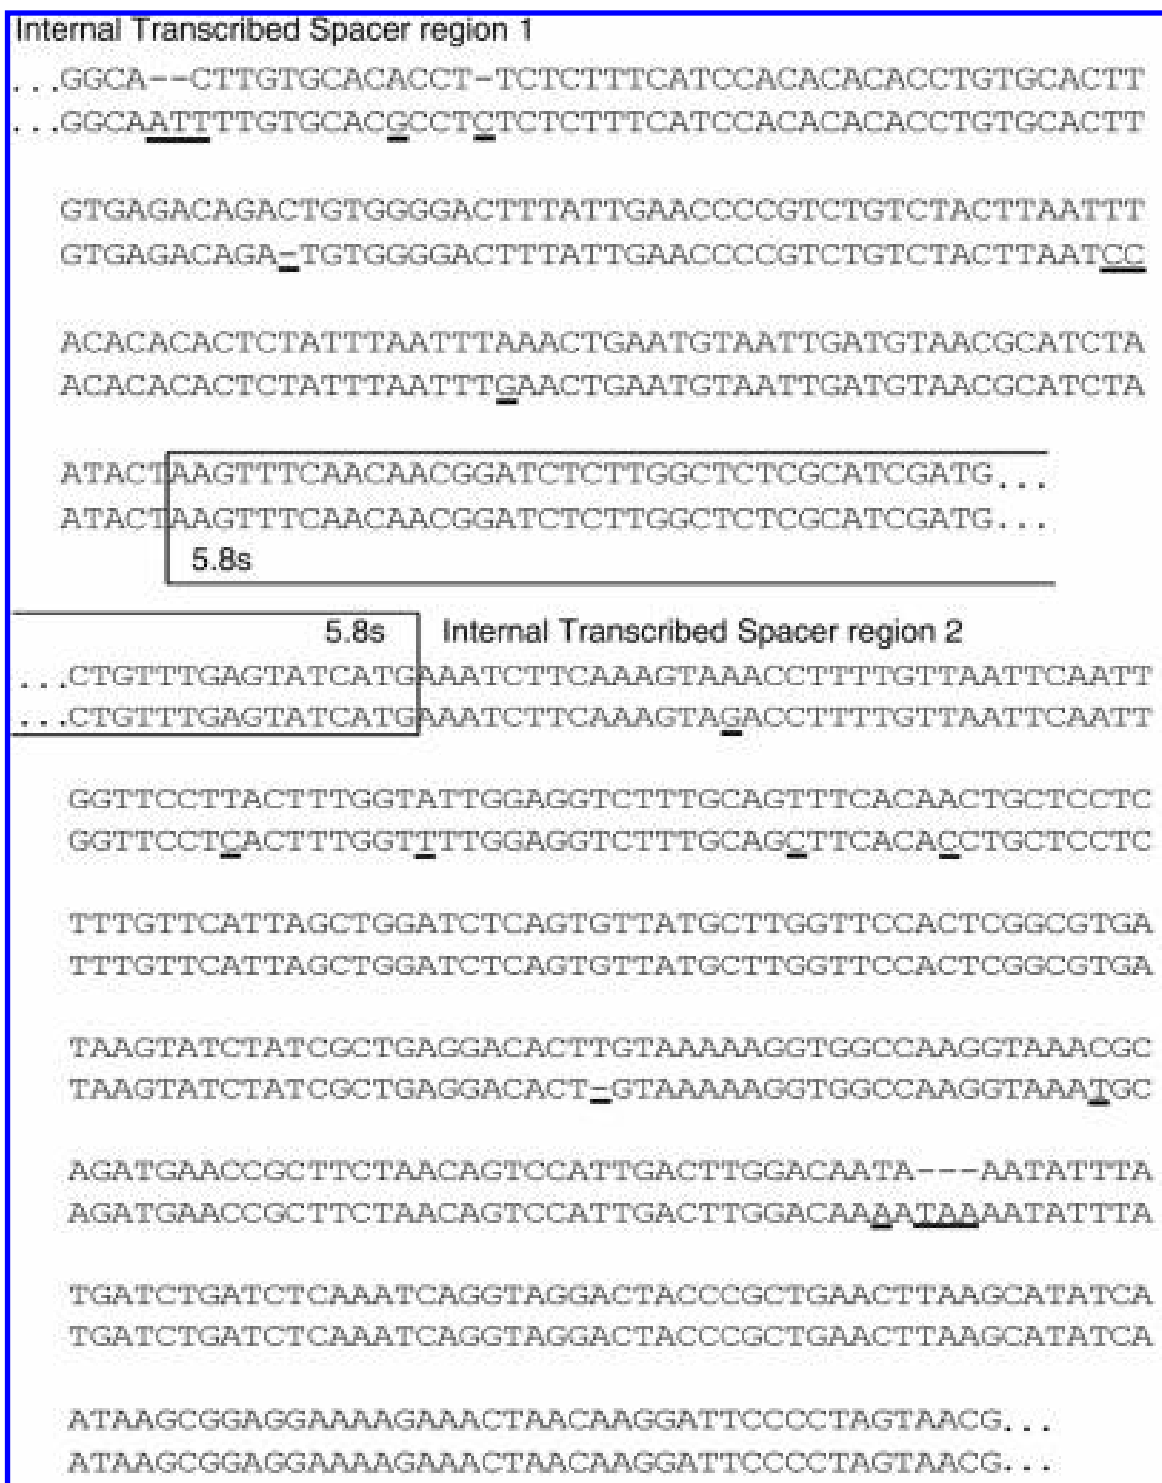 Internal Transcribed Spacer region 1
...GGCA--CTTGTGCACACCT-TCTCTTTCATCCACACACACCTGTGCACTT
...GGCAATTTTGTGCACGCCTCTCTCTTTCATCCACACACACCTGTGCACTT
GTGAGACAGACTGTGGGGACTTTATTGAACCCCGTCTGTCTACTTAATTT
GTGAGACAGA-TGTGGGGACTTTATTGAACCCCGTCTGTCTACTTAATCC
ACACACACTCTATTTAATTTAAACTGAATGTAATTGATGTAACGCATCTA
ACACACACTCTATTTAATTTGAACTGAATGTAATTGATGTAACGCATCTA
ATACTAAGTTTCAACAACGGATCTCTTGGCTCTCGCATCGATG...
ATACTAAGTTTCAACAACGGATCTCTTGGCTCTCGCATCGATG...
5.8s
5.8s Internal Transcribed Spacer region 2
...CTGTTTGAGTATCATGAAATCTTCAAAGTAAACCTTTTGTTAATTCAATT
...CTGTTTGAGTATCATGAAATCTTCAAAGTAGACCTTTTGTTAATTCAATT
GGTTCCTTACTTTGGTATTGGAGGTCTTTGCAGTTTCACAACTGCTCCTC
GGTTCCTCACTTTGGTTTTGGAGGTCTTTGCAGCTTCACACCTGCTCCTC
TTTGTTCATTAGCTGGATCTCAGTGTTATGCTTGGTTCCACTCGGCGTGA
TTTGTTCATTAGCTGGATCTCAGTGTTATGCTTGGTTCCACTCGGCGTGA
TAAGTATCTATCGCTGAGGACACTTGTAAAAAGGTGGCCAAGGTAAACGC
TAAGTATCTATCGCTGAGGACACT-GTAAAAAGGTGGCCAAGGTAAATGC
AGATGAACCGCTTCTAACAGTCCATTGACTTGGACAATA---AATATTTA
AGATGAACCGCTTCTAACAGTCCATTGACTTGGACAAAATAAAATATTTA
TGATCTGATCTCAAATCAGGTAGGACTACCCGCTGAACTTAAGCATATCA
TGATCTGATCTCAAATCAGGTAGGACTACCCGCTGAACTTAAGCATATCA
ATAAGCGGAGGAAAAGAAACTAACAAGGATTCCCCTAGTAACG...
ATAAGCGGAGGAAAAGAAACTAACAAGGATTCCCCTAGTAACG...